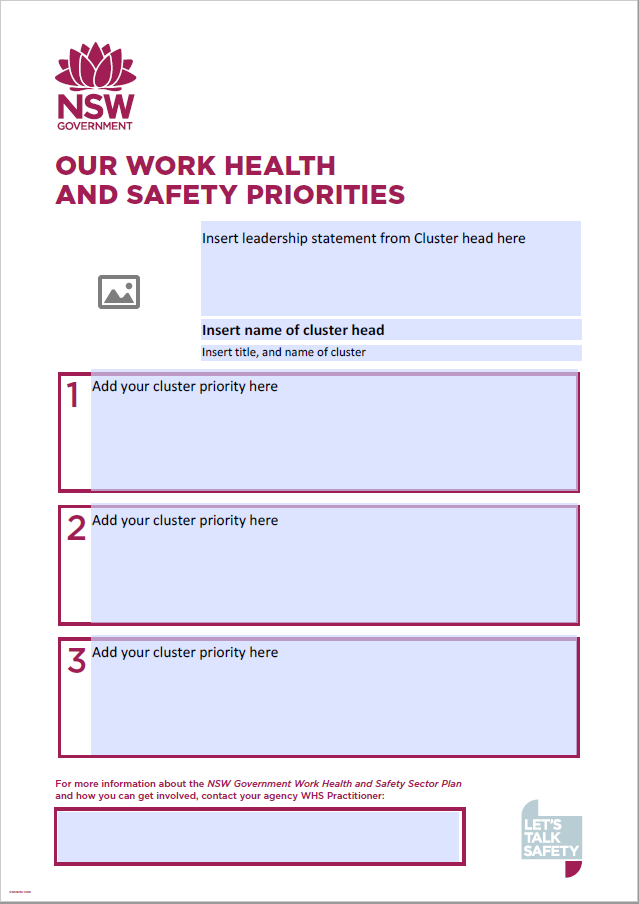 NSW
GOVERNMENT
OUR WORK HEALTH
AND SAFETY PRIORITIES
Insert leadership statement from Cluster head here
Insert name of cluster head
Insert title, and name of cluster
1
Add your cluster priority here
2
Add your cluster priority here
3
Add your cluster priority here
For more information about the NSW Government Work Health and Safety Sector Plan
and how you can get involved, contact your agency WHS Practitioner:
LET'S
TALK
SAFETY